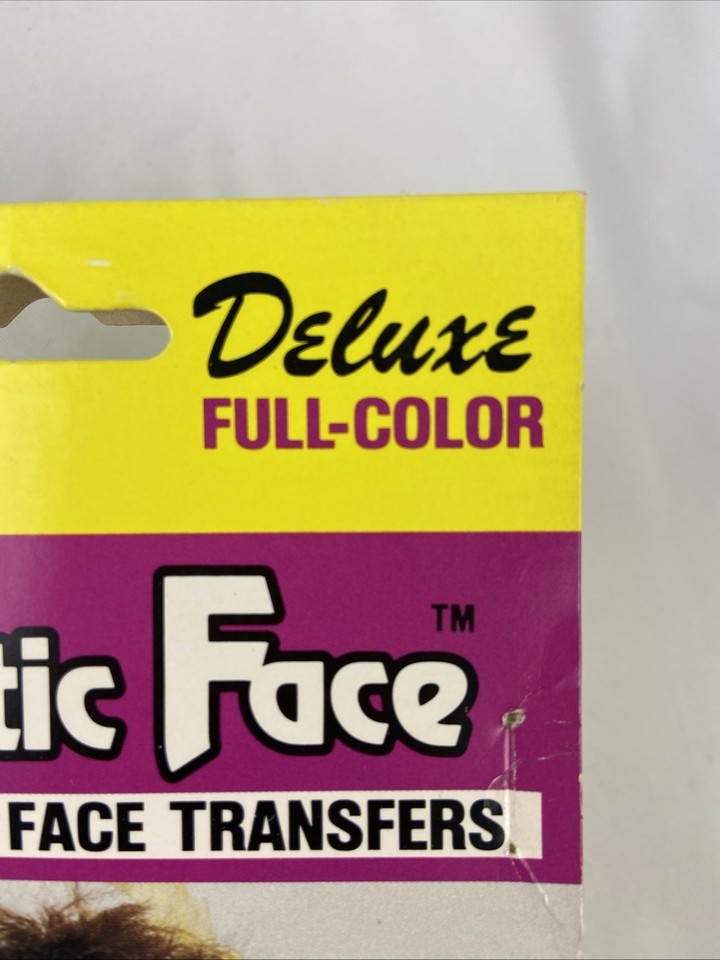 Deluxe
FULL-COLOR
tic Face™
FACE TRANSFERS